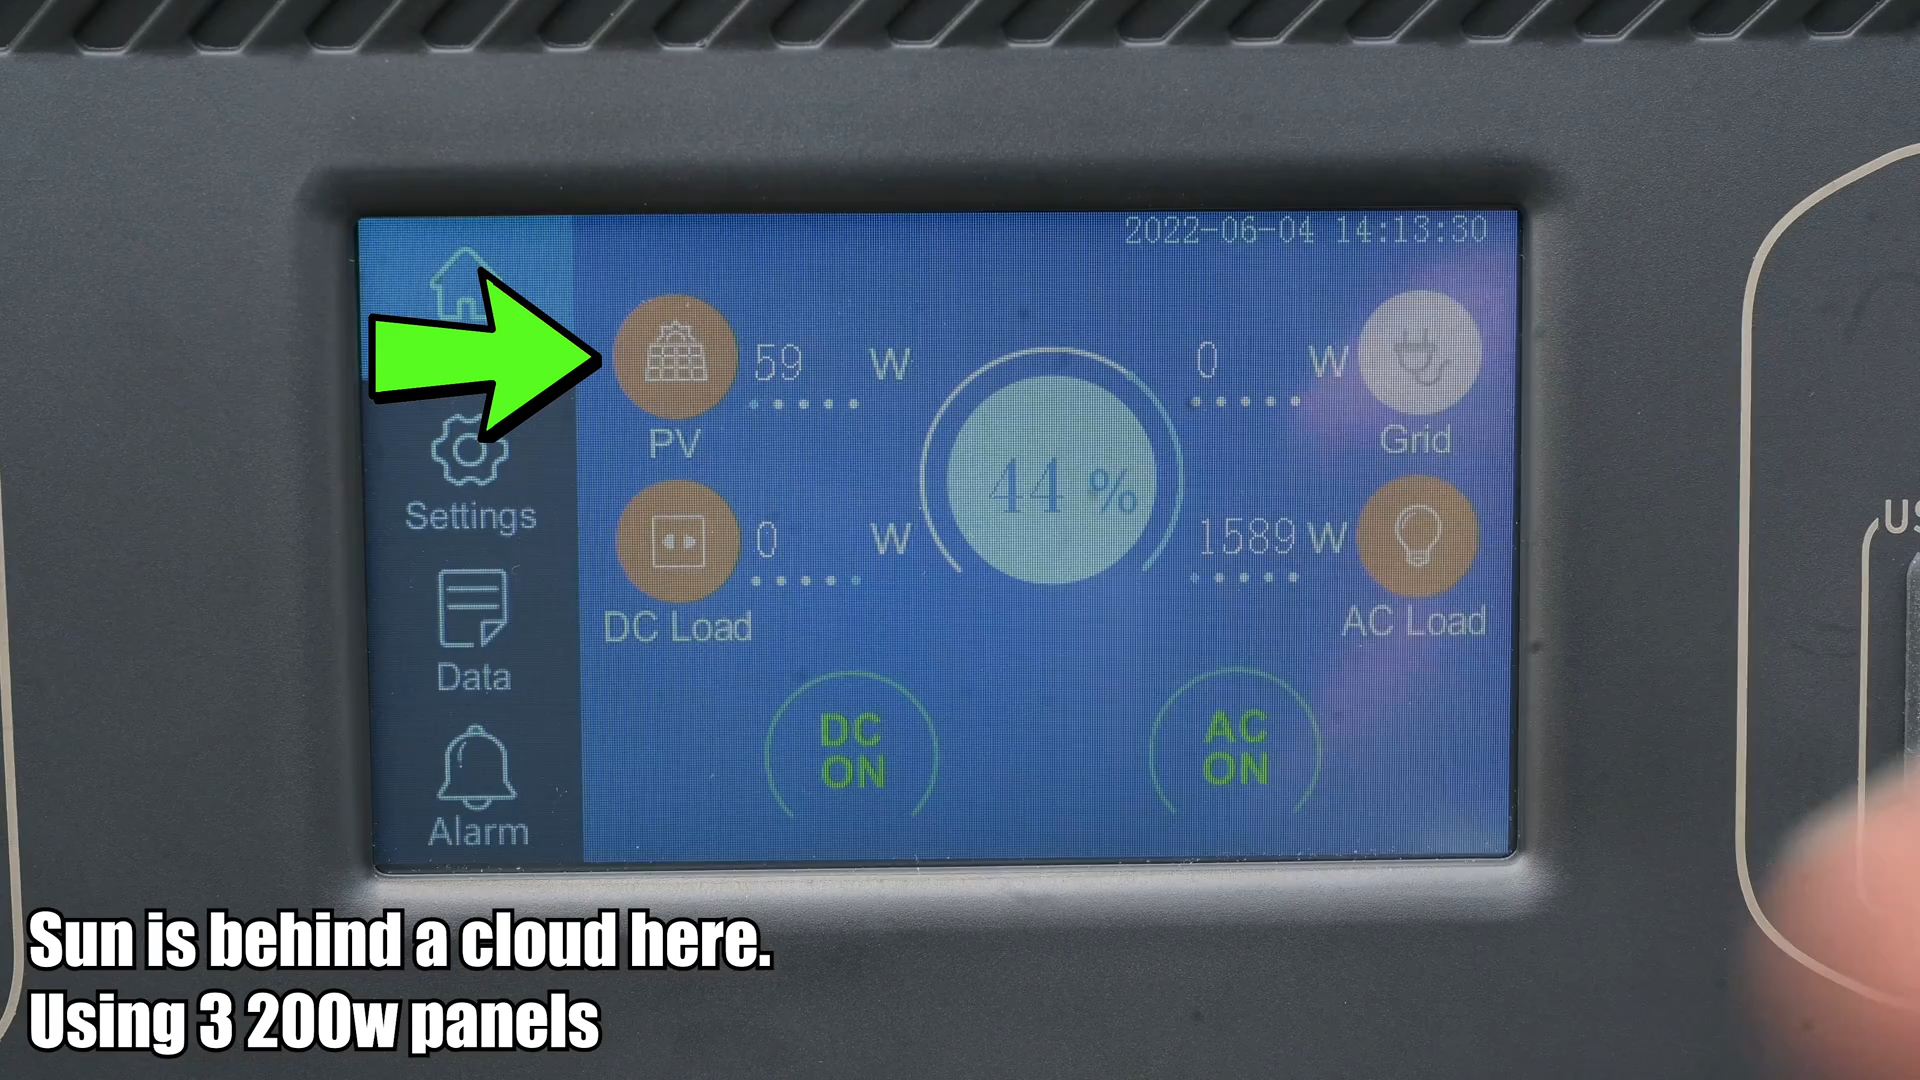 2022-06-04 14:13:30
59 W
PV
0 W
Grid
44 %
Settings
0 W
DC Load
1589 W
AC Load
Data
DC
ON
AC
ON
Alarm
US
Sun is behind a cloud here.
Using 3 200w panels